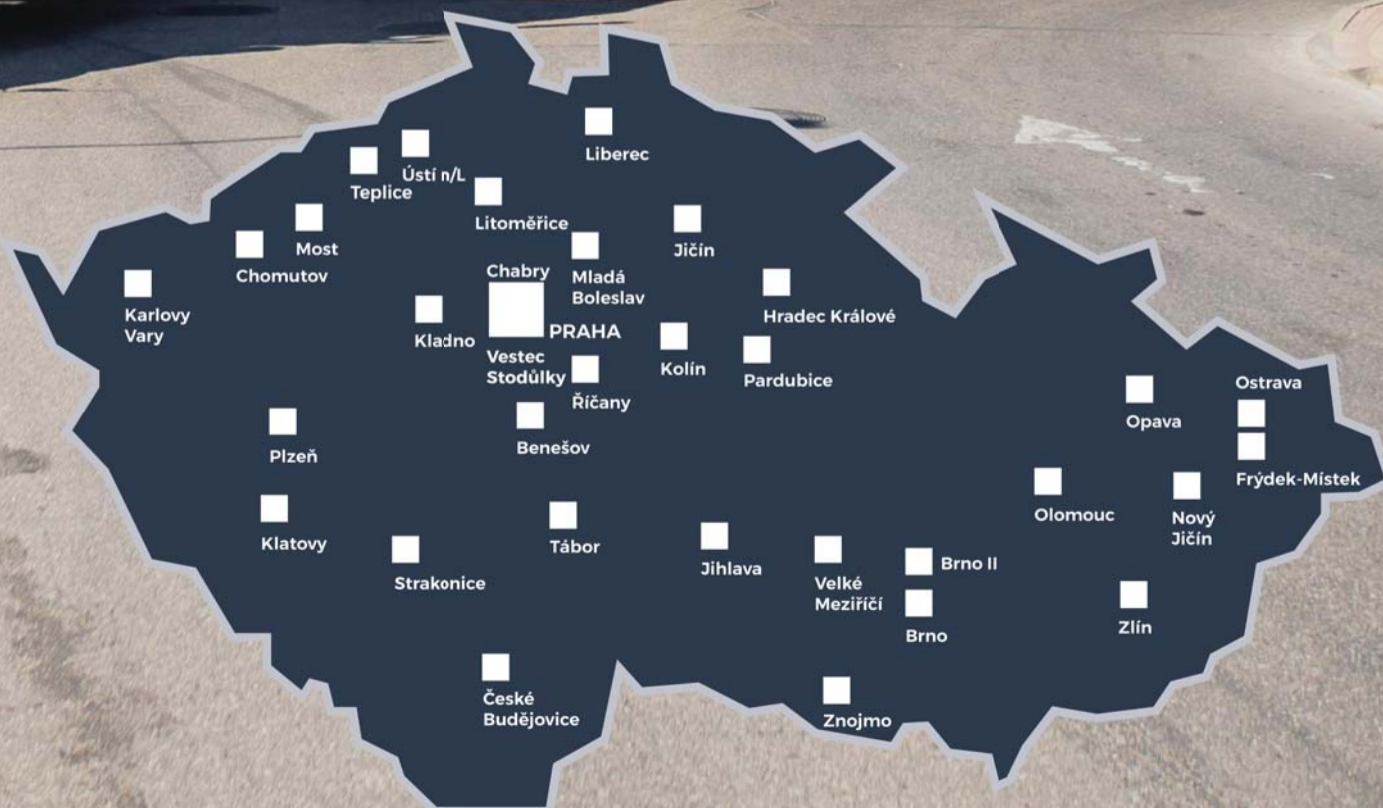 Liberec
Ústí n/L
Teplice
Litoměřice
Most
Jičín
Chomutov
Chabry
Mladá
Boleslav
Karlovy
Vary
Hradec Králové
Kladno
PRAHA
Vestec
Stodůlky
Kolín
Pardubice
Říčany
Ostrava
Opava
Benešov
Plzeň
Frýdek-Místek
Olomouc
Nový
Jičín
Klatovy
Tábor
Jihlava
Brno II
Strakonice
Velké
Meziříčí
Zlín
Brno
České
Budějovice
Znojmo